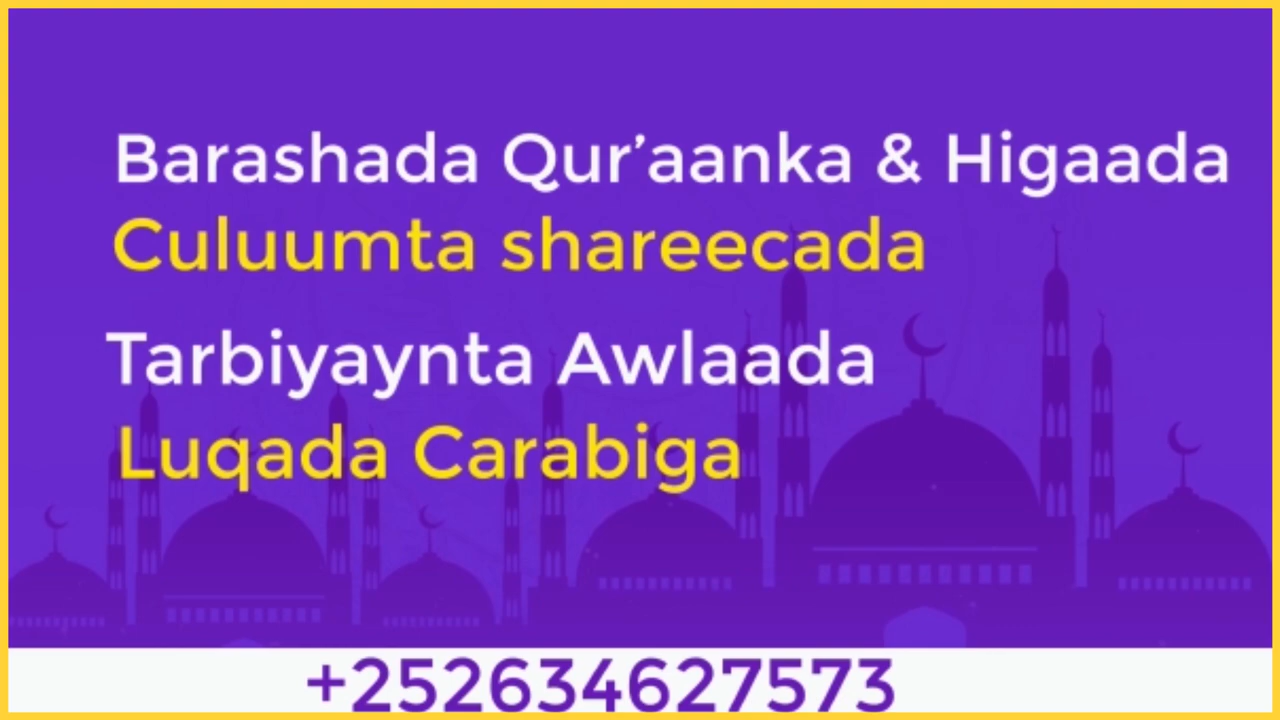 Barashada Qur’aanka & Higaada
Culuumta shareecada
Tarbiyaynta Awlaada
Luqada Carabiga
+252634627573